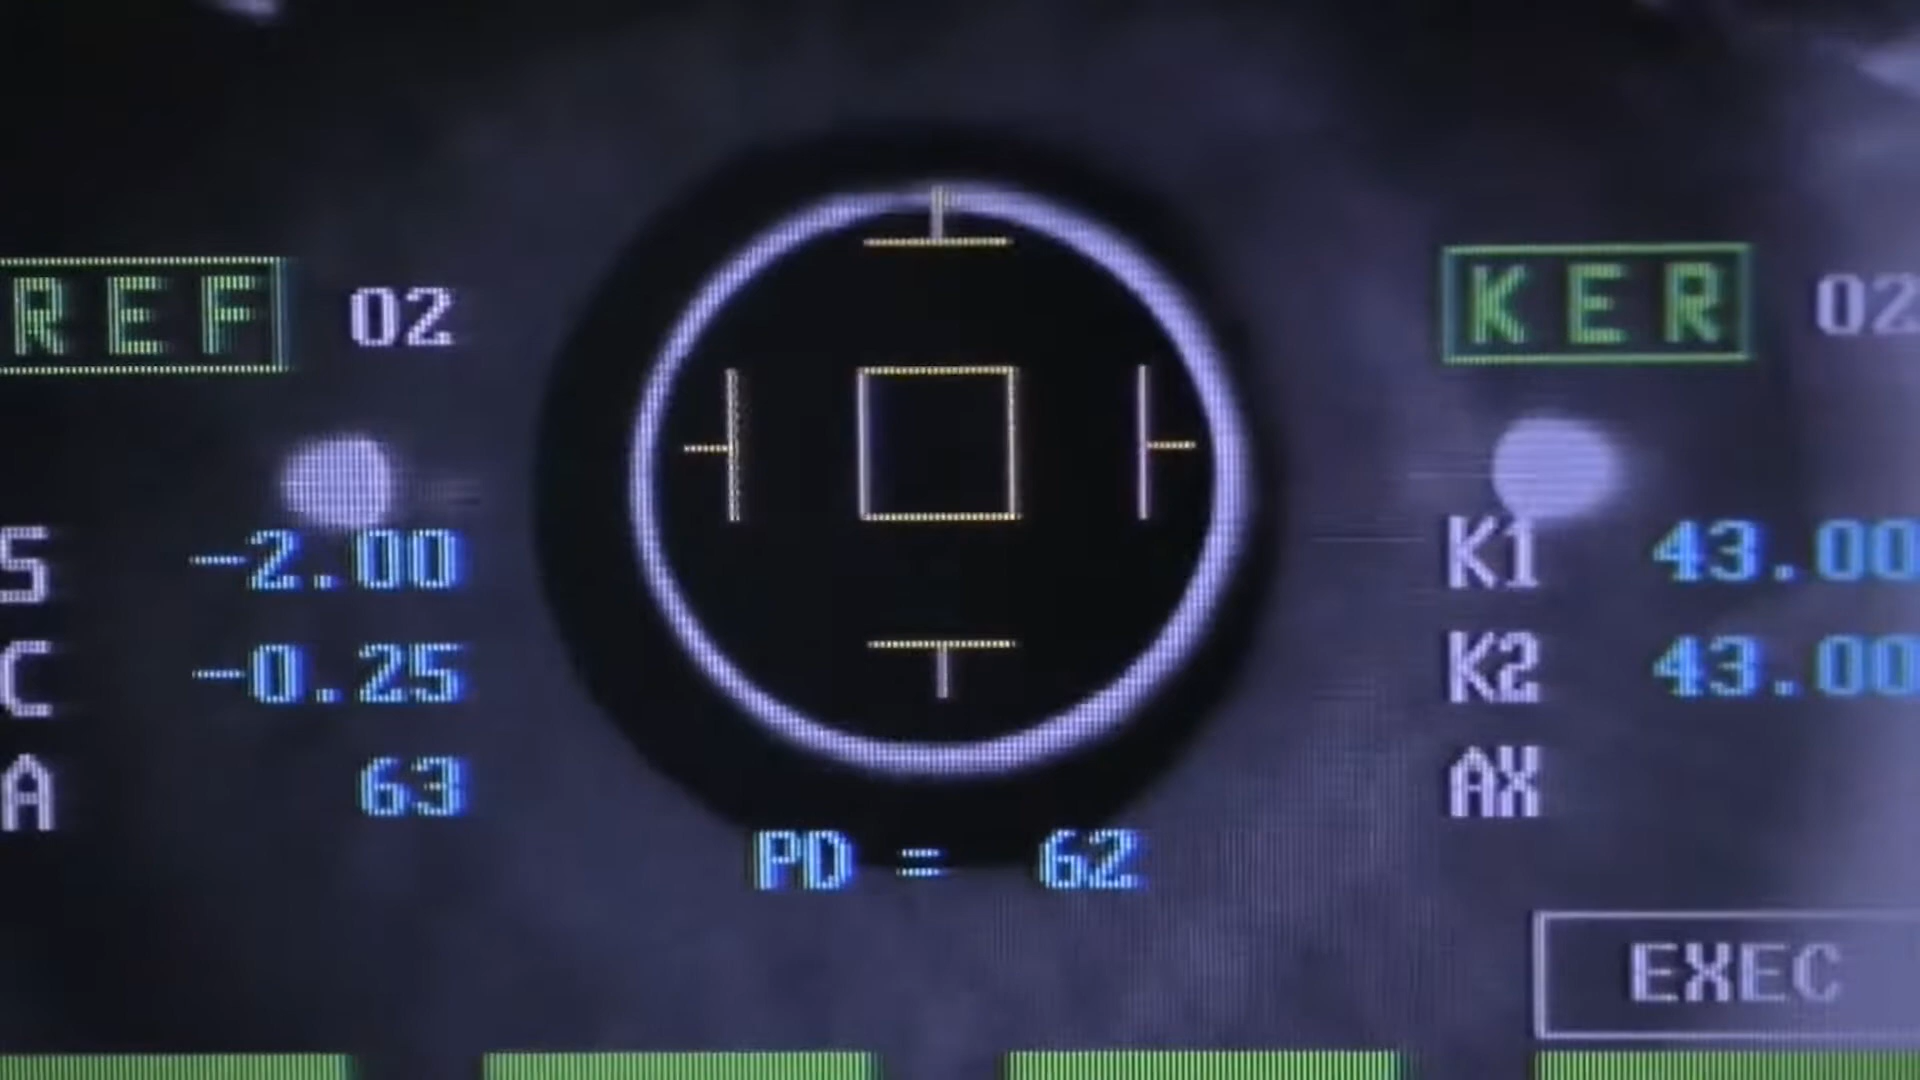 REF 02
KER 02
S -2.00
C -0.25
A 63
K1 43.00
K2 43.00
AX
PD = 62
EXEC